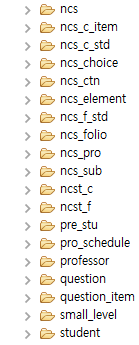 ncs
ncs_c_item
ncs_c_std
ncs_choice
ncs_ctn
ncs_element
ncs_f_std
ncs_folio
ncs_pro
ncs_sub
ncst_c
ncst_f
pre_stu
pro_schedule
professor
question
question_item
small_level
student